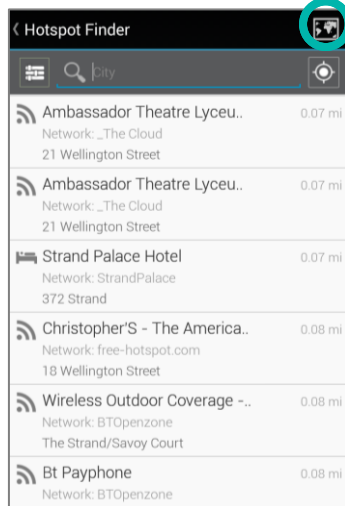 Hotspot Finder
City
Ambassador Theatre Lyceu..
0.07 mi
Network: _The Cloud
21 Wellington Street
Ambassador Theatre Lyceu..
0.07 mi
Network: _The Cloud
21 Wellington Street
Strand Palace Hotel
0.07 mi
Network: StrandPalace
372 Strand
Christopher'S - The America..
0.08 mi
Network: free-hotspot.com
18 Wellington Street
Wireless Outdoor Coverage -..
0.08 mi
Network: BTOpenzone
The Strand/Savoy Court
Bt Payphone
0.08 mi
Network: BTOpenzone